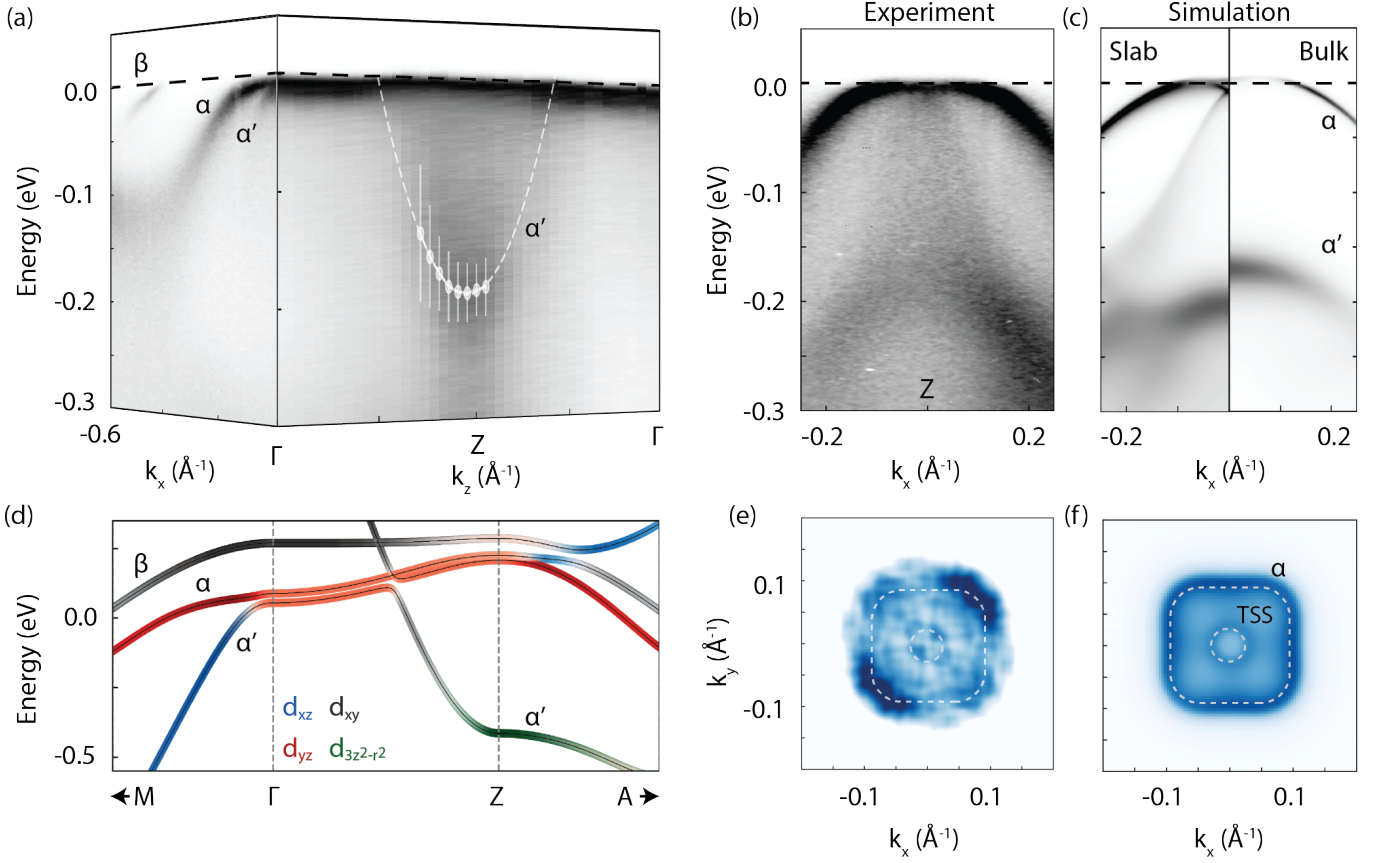 (a)
β
α
α′
α′
0.0
-0.1
-0.2
-0.3
Energy (eV)
-0.6
Γ
Z
Γ
kx (Å-1)
kz (Å-1)
(b)
Experiment
0.0
-0.1
-0.2
-0.3
Energy (eV)
Z
-0.2
0.2
kx (Å-1)
(c)
Simulation
Slab
Bulk
α
α′
-0.2
0.2
kx (Å-1)
(d)
β
α
α′
α′
0.0
-0.5
Energy (eV)
dxz dxy
dyz d3z2-r2
M
Γ
Z
A
(e)
0.1
-0.1
ky (Å-1)
-0.1
0.1
kx (Å-1)
(f)
α
TSS
-0.1
0.1
kx (Å-1)